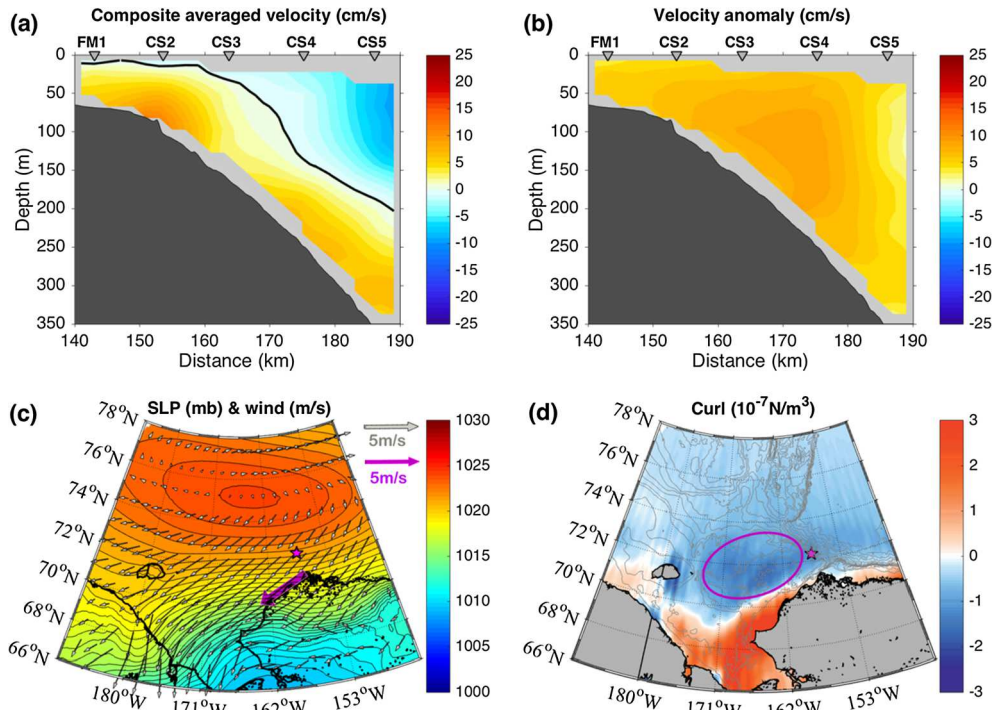 (a) Composite averaged velocity (cm/s)
FM1 CS2 CS3 CS4 CS5
0 50 100 150 200 250 300 350
Depth (m)
140 150 160 170 180 190
Distance (km)
25 20 15 10 5 0 -5 -10 -15 -20 -25
(b) Velocity anomaly (cm/s)
FM1 CS2 CS3 CS4 CS5
0 50 100 150 200 250 300 350
Depth (m)
140 150 160 170 180 190
Distance (km)
25 20 15 10 5 0 -5 -10 -15 -20 -25
(c) SLP (mb) & wind (m/s)
78°N 76°N 74°N 72°N 70°N 68°N 66°N
180°W 171°W 162°W 153°W
5m/s
5m/s
1030 1025 1020 1015 1010 1005 1000
(d) Curl (10⁻⁷N/m³)
78°N 76°N 74°N 72°N 70°N 68°N 66°N
180°W 171°W 162°W 153°W
3 2 1 0 -1 -2 -3